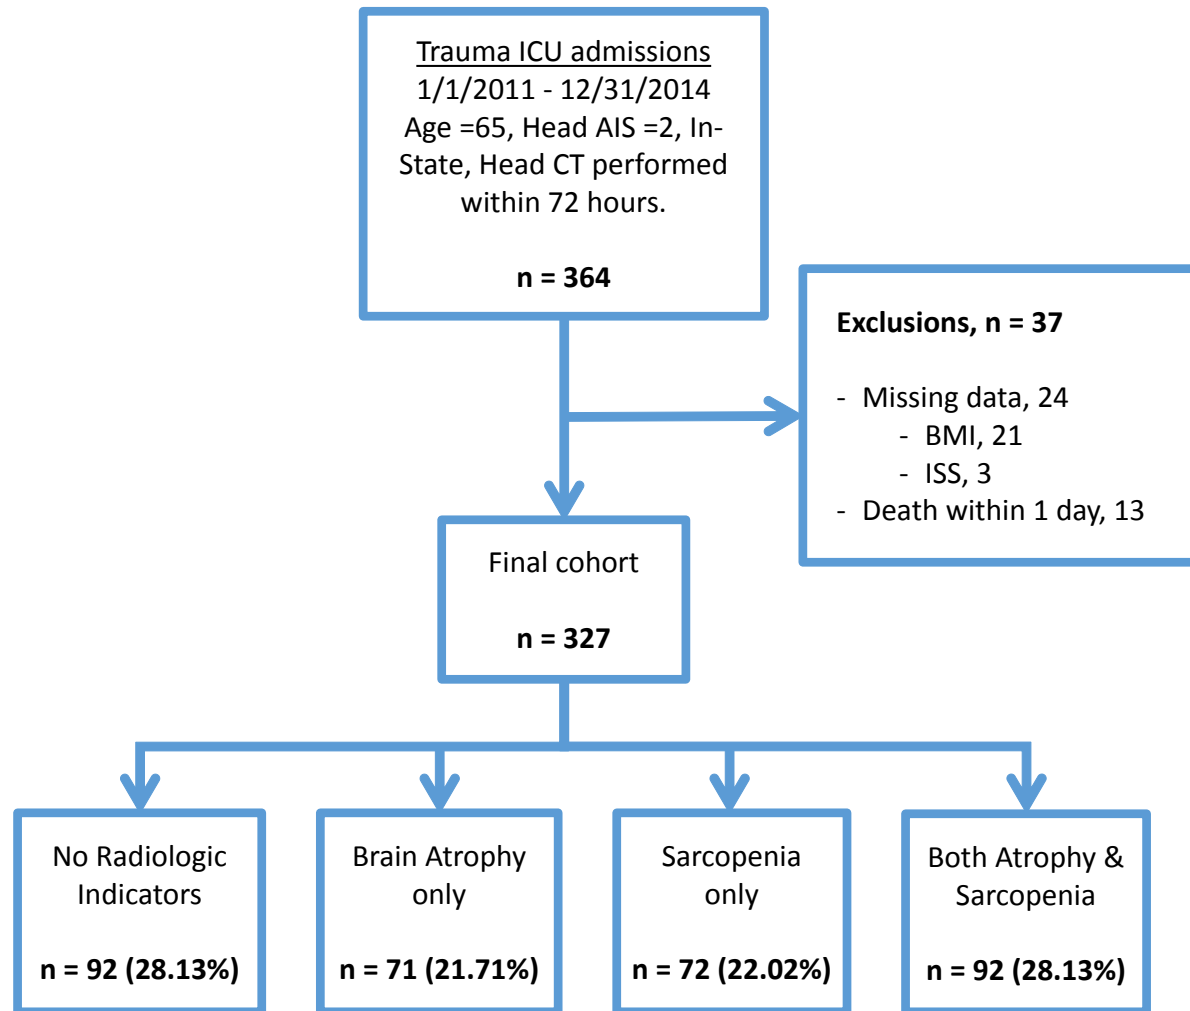 Trauma ICU admissions
1/1/2011 - 12/31/2014
Age =65, Head AIS =2, In-
State, Head CT performed
within 72 hours.
n = 364
Exclusions, n = 37
- Missing data, 24
- BMI, 21
- ISS, 3
- Death within 1 day, 13
Final cohort
n = 327
No Radiologic
Indicators
n = 92 (28.13%)
Brain Atrophy
only
n = 71 (21.71%)
Sarcopenia
only
n = 72 (22.02%)
Both Atrophy &
Sarcopenia
n = 92 (28.13%)